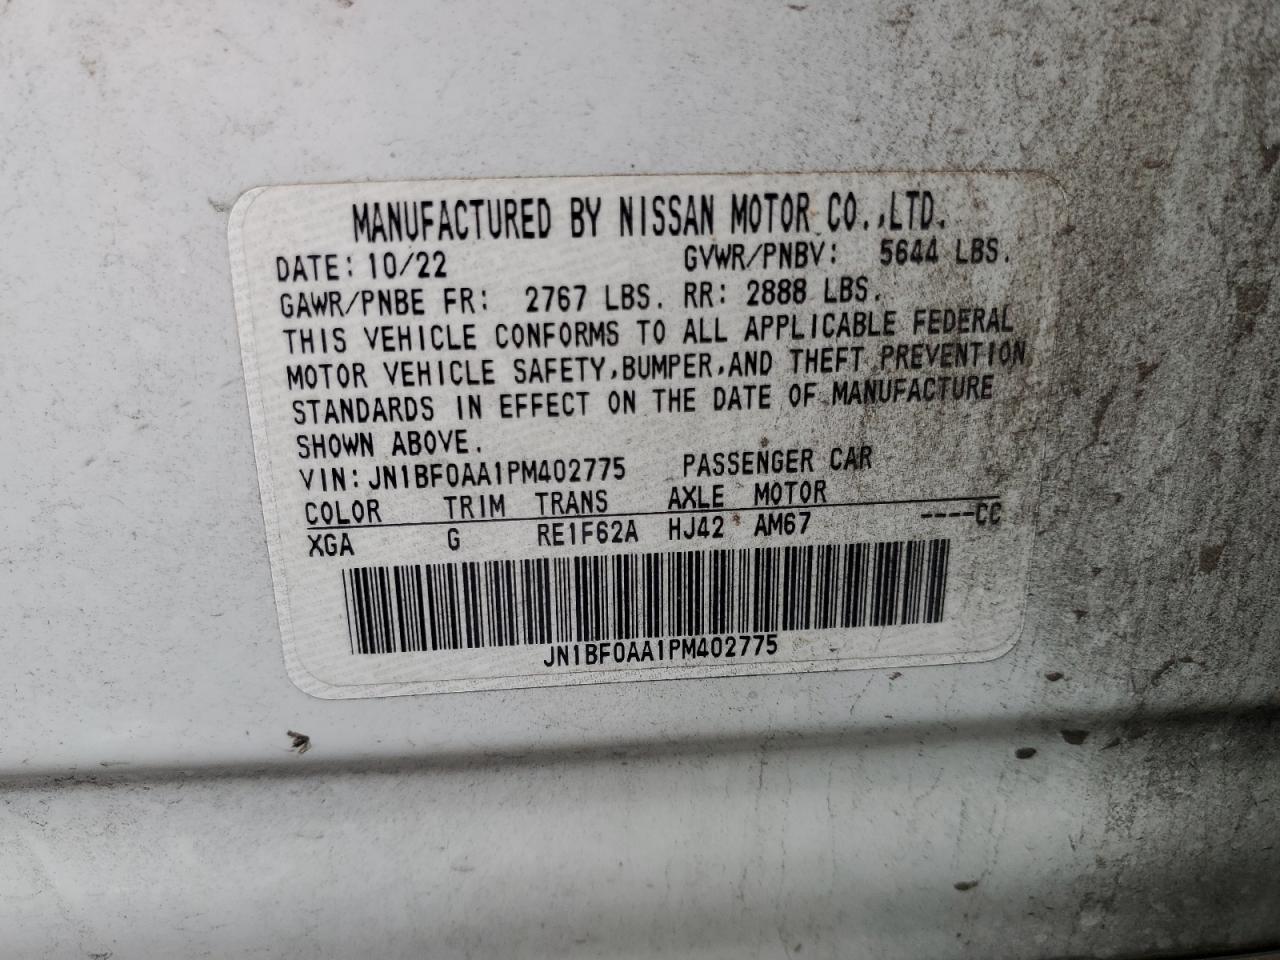 MANUFACTURED BY NISSAN MOTOR CO.,LTD.
DATE: 10/22 GVWR/PNBV: 5644 LBS.
GAWR/PNBE FR: 2767 LBS. RR: 2888 LBS.
THIS VEHICLE CONFORMS TO ALL APPLICABLE FEDERAL
MOTOR VEHICLE SAFETY,BUMPER,AND THEFT PREVENTION
STANDARDS IN EFFECT ON THE DATE OF MANUFACTURE
SHOWN ABOVE.
VIN: JN1BF0AA1PM402775 PASSENGER CAR
COLOR TRIM TRANS AXLE MOTOR
XGA G RE1F62A HJ42 AM67 ----CC
JN1BF0AA1PM402775